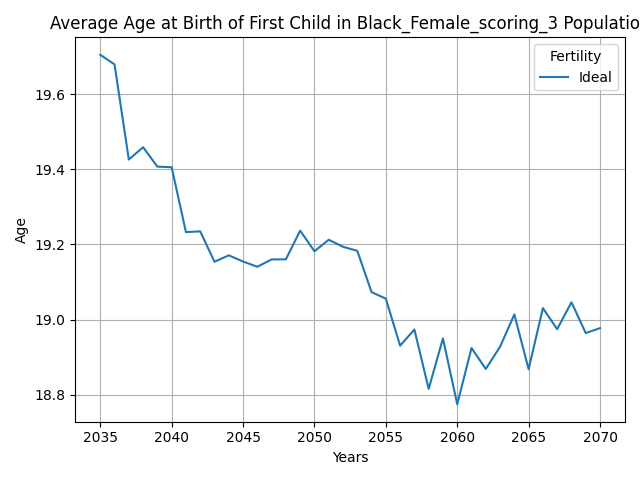 Average Age at Birth of First Child in Black_Female_scoring_3 Populatio
Fertility
Ideal
19.6
19.4
19.2
19.0
18.8
Age
2035 2040 2045 2050 2055 2060 2065 2070
Years